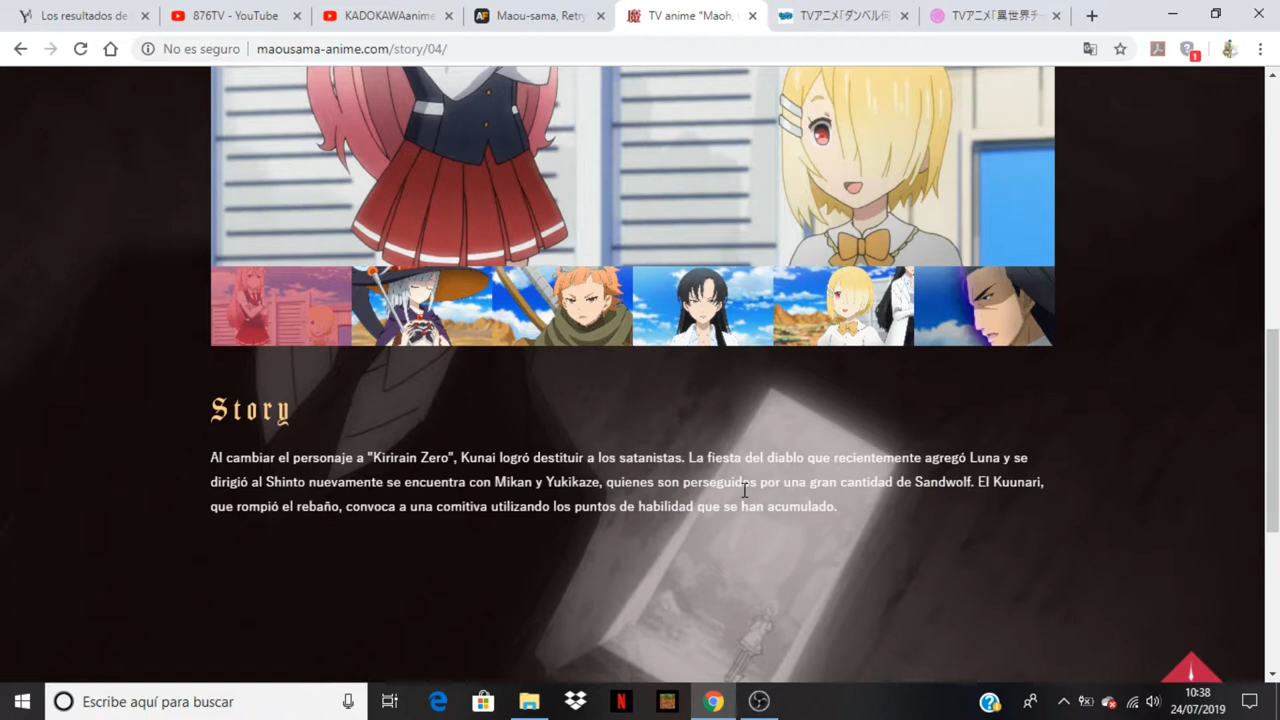 Los resultados de
876TV - YouTube
KADOKAWAanime
Maou-sama, Retry
TV anime "Maoh,
TVアニメ「ダンベル何
TVアニメ「異世界チー
No es seguro
maousama-anime.com/story/04/
1
Story
Al cambiar el personaje a "Kirirain Zero", Kunai logró destituir a los satanistas. La fiesta del diablo que recientemente agregó Luna y se
dirigió al Shinto nuevamente se encuentra con Mikan y Yukikaze, quienes son perseguidos por una gran cantidad de Sandwolf. El Kuunari,
que rompió el rebaño, convoca a una comitiva utilizando los puntos de habilidad que se han acumulado.
Escribe aquí para buscar
10:38
24/07/2019